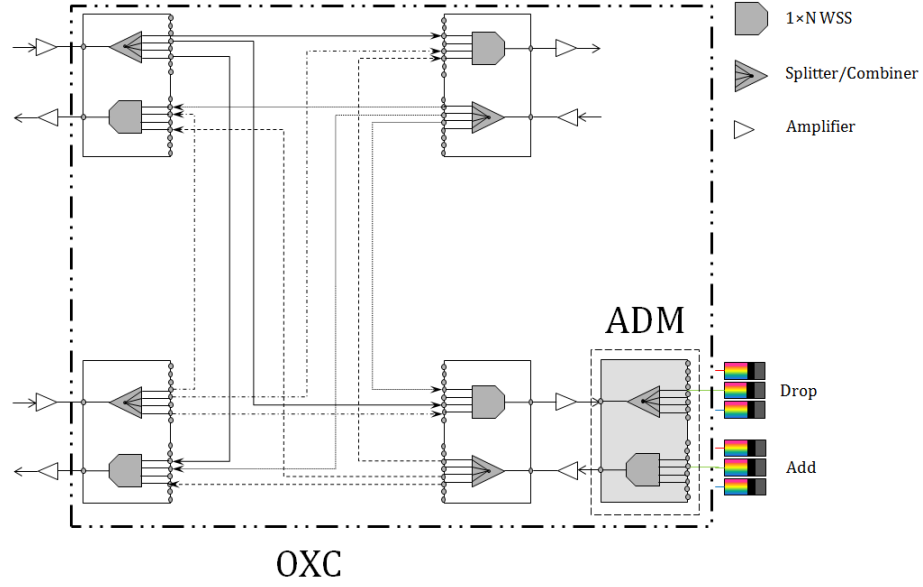 1×N WSS
Splitter/Combiner
Amplifier
ADM
Drop
Add
OXC